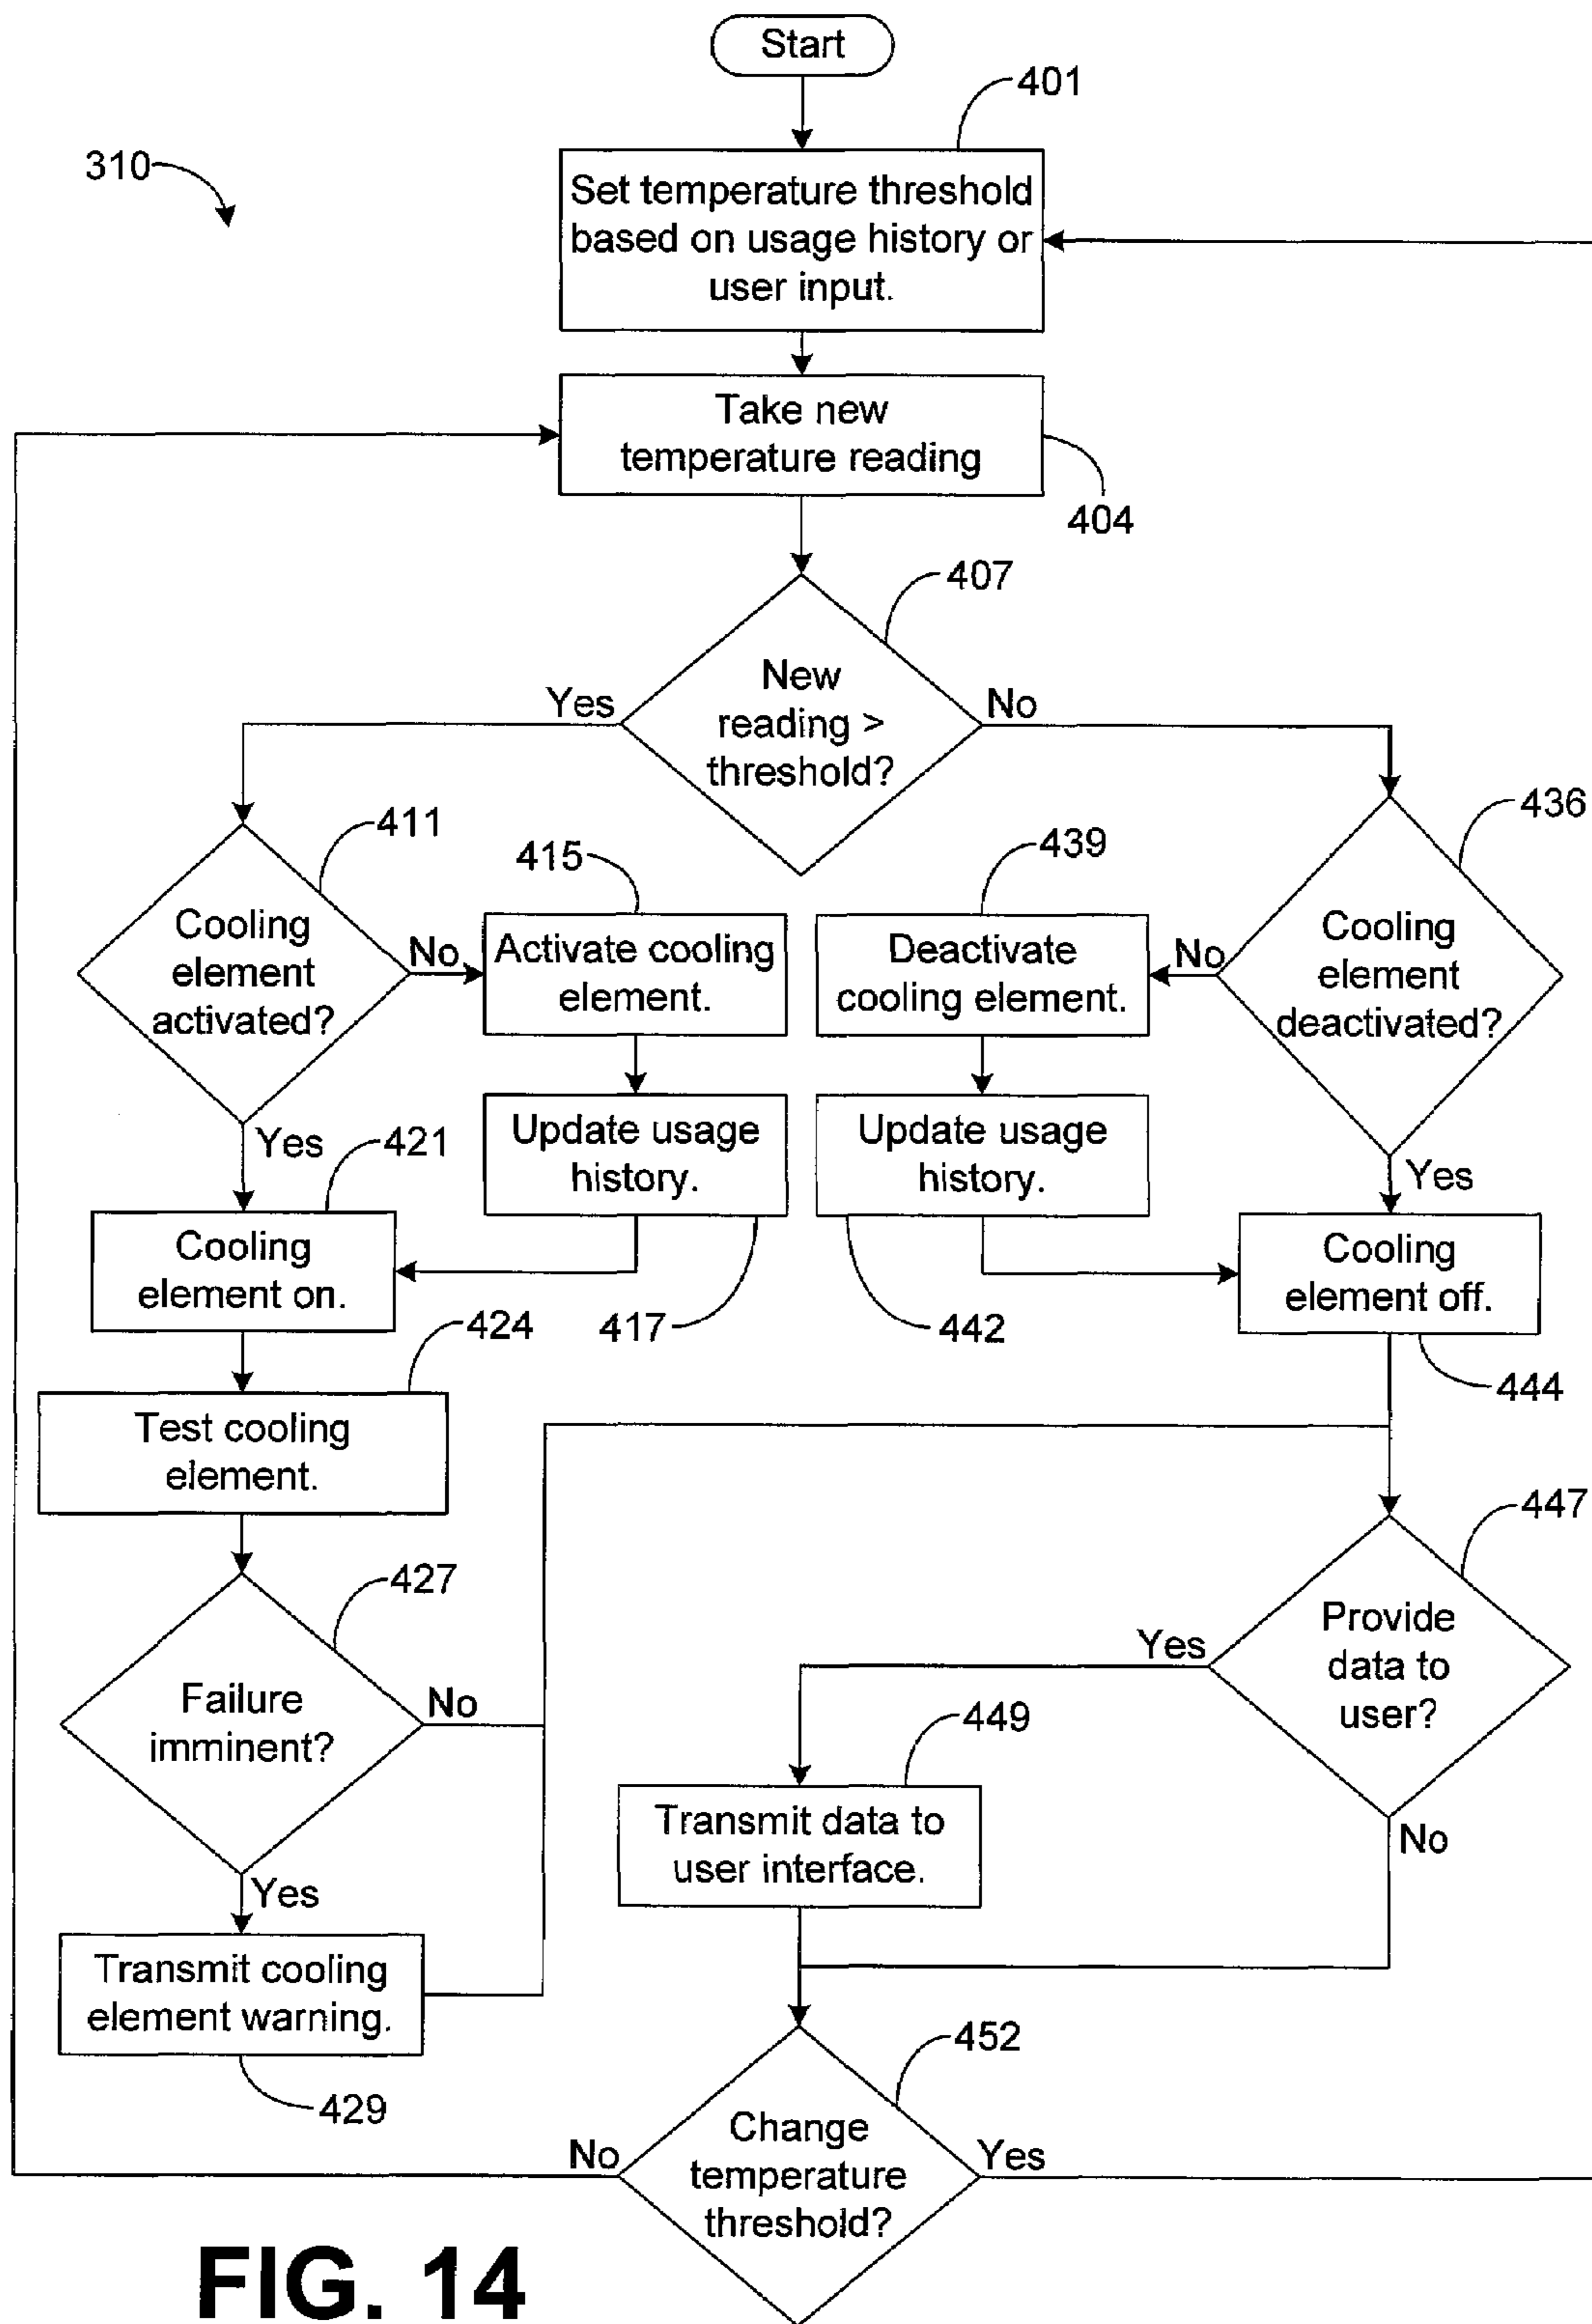 Start
401
310
Set temperature threshold
based on usage history or
user input.
Take new
temperature reading
404
407
New
reading >
threshold?
Yes
No
411
415
439
436
Cooling
element
activated?
No
Activate cooling
element.
Deactivate
cooling element.
No
Cooling
element
deactivated?
Yes
421
Update usage
history.
Update usage
history.
Yes
Cooling
element on.
417
442
Cooling
element off.
444
424
Test cooling
element.
427
447
Failure
imminent?
No
Provide
data to
user?
Yes
449
Transmit data to
user interface.
No
Yes
Transmit cooling
element warning.
429
452
Change
temperature
threshold?
No
Yes
FIG. 14